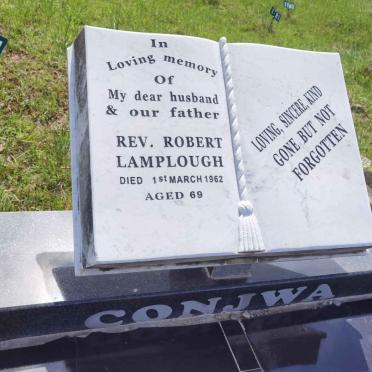 In
Loving memory
Of
My dear husband
& our father
REV. ROBERT
LAMPLOUGH
DIED 1st MARCH 1962
AGED 69
LOVING, SINCERE, KIND
GONE BUT NOT
FORGOTTEN
CONJWA